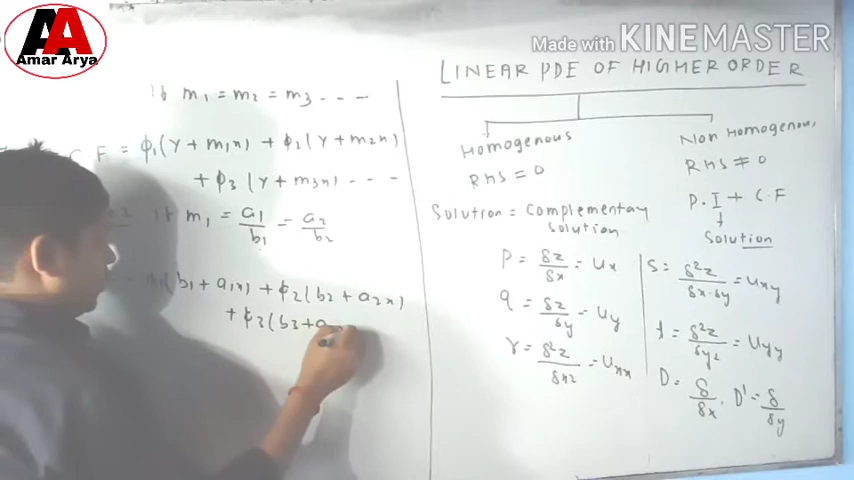 AA
Amar Arya
Made with KINEMASTER
If m1 = m2 = m3 - - -
C F = ϕ1(y+m1x) + ϕ2(y+m2x)
+ ϕ3(y+m3x) - - -
If m1 = a1/b1 = a2/b2
(b1+a1x) + ϕ2(b2+a2x)
+ ϕ3(b3+a
LINEAR PDE OF HIGHER ORDER
Homogenous
RHS = 0
Solution = Complementary
Solution
P = δz/δx = Ux
q = δz/δy = Uy
r = δ²z/δx2 = Uxx
Non Homogenous
RHS ≠ 0
P.I + C.F
↓
Solution
S = δ²z/δx·δy = Uxy
t = δ²z/δy2 = Uyy
D = δ/δx . D' = δ/δy